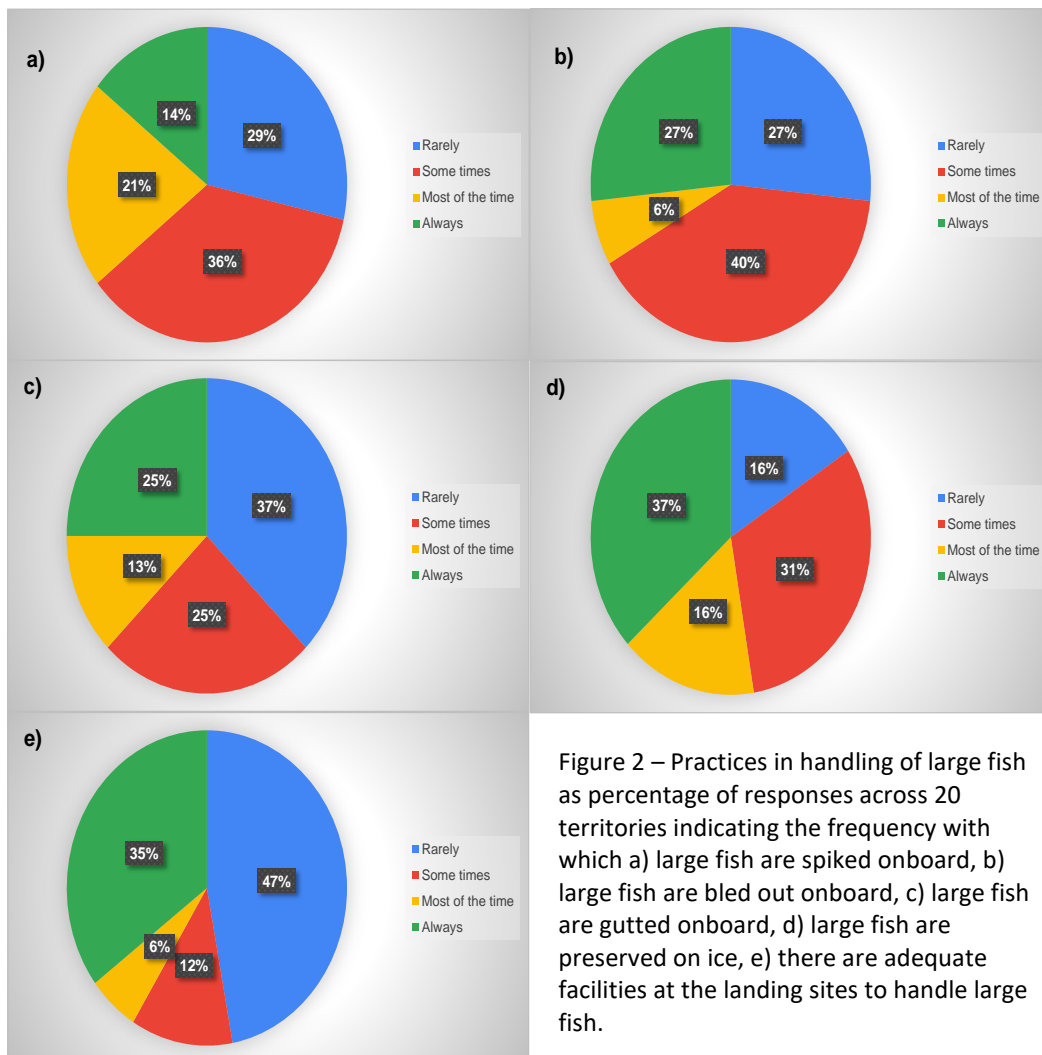 a)
14%
29%
21%
36%
Rarely
Some times
Most of the time
Always
b)
27%
27%
6%
40%
Rarely
Some times
Most of the time
Always
c)
25%
37%
13%
25%
Rarely
Some times
Most of the time
Always
d)
16%
37%
31%
16%
Rarely
Some times
Most of the time
Always
e)
35%
47%
6%
12%
Rarely
Some times
Most of the time
Always
Figure 2 – Practices in handling of large fish
as percentage of responses across 20
territories indicating the frequency with
which a) large fish are spiked onboard, b)
large fish are bled out onboard, c) large fish
are gutted onboard, d) large fish are
preserved on ice, e) there are adequate
facilities at the landing sites to handle large
fish.